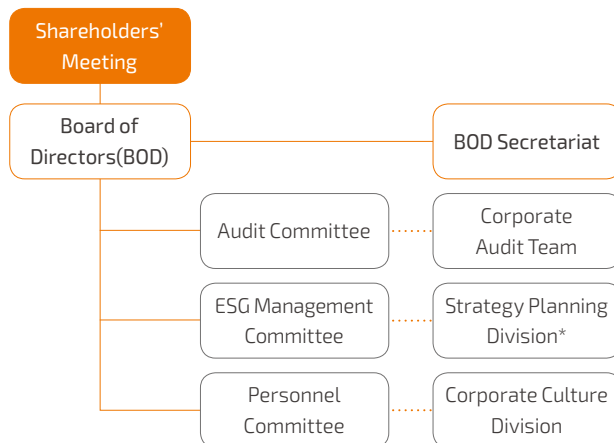 Shareholders’
Meeting
Board of
Directors(BOD)
BOD Secretariat
Audit Committee
Corporate
Audit Team
ESG Management
Committee
Strategy Planning
Division*
Personnel
Committee
Corporate Culture
Division